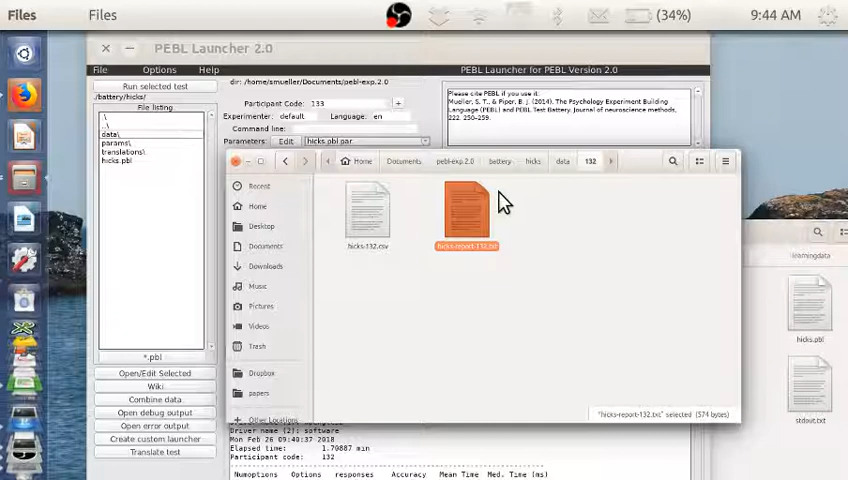 Files
Files
(34%)
9:44 AM
PEBL Launcher 2.0
File Options Help
PEBL Launcher for PEBL Version 2.0
Run selected test
/battery/hicks/
File listing
.\
..\
data\
params\
translations\
hicks.pbl
*.pbl
Open/Edit Selected
Wiki
Combine data
Open debug output
Open error output
Create custom launcher
Translate test
dir: /home/smueller/Documents/pebl-exp.2.0
Participant Code: 133 +
Experimenter: default Language: en
Command line:
Parameters: Edit hicks.pbl.par
Please cite PEBL if you use it:
Mueller, S. T., & Piper, B. J. (2014). The Psychology Experiment Building
Language (PEBL) and PEBL Test Battery. Journal of neuroscience methods,
222, 250-259.
Home Documents pebl-exp.2.0 battery hicks data 132
Recent
Home
Desktop
Documents
Downloads
Music
Pictures
Videos
Trash
Dropbox
papers
Other Locations
hicks-132.csv
hicks-report-132.txt
"hicks-report-132.txt" selected (574 bytes)
Driver name (2): software
Mon Feb 26 09:40:37 2018
Elapsed time: 1.70887 min
Participant code: 132
Numoptions Options responses Accuracy Mean Time Med. Time (ms)
learningdata
hicks.pbl
stdout.txt